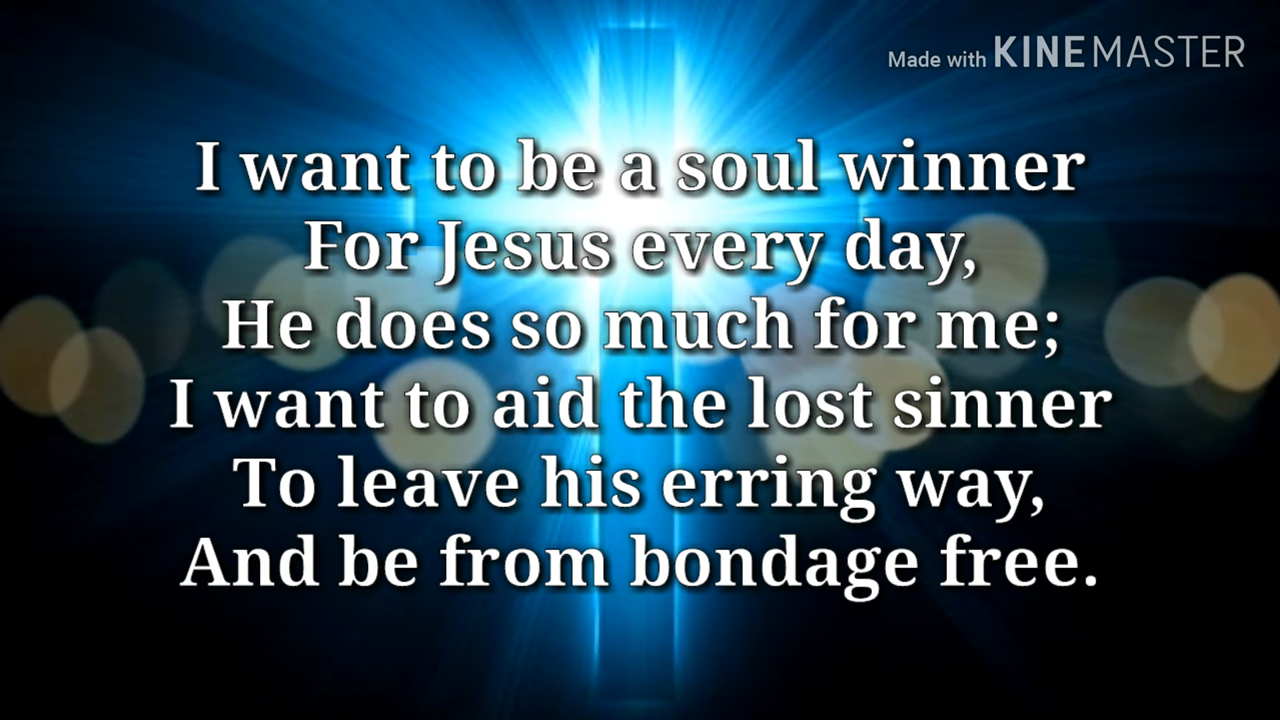 Made with KINEMASTER
I want to be a soul winner
For Jesus every day,
He does so much for me;
I want to aid the lost sinner
To leave his erring way,
And be from bondage free.